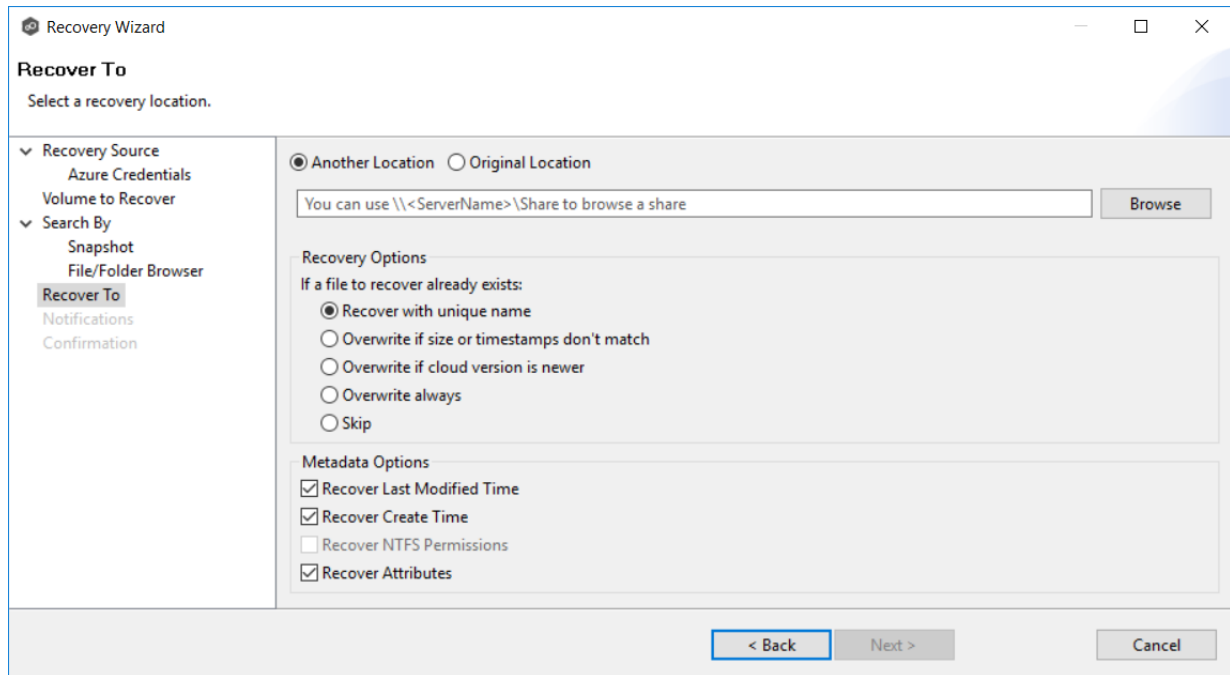 Recovery Wizard
Recover To
Select a recovery location.
Recovery Source
Azure Credentials
Volume to Recover
Search By
Snapshot
File/Folder Browser
Recover To
Notifications
Confirmation
Another Location Original Location
You can use \\<ServerName>\Share to browse a share Browse
Recovery Options
If a file to recover already exists:
Recover with unique name
Overwrite if size or timestamps don't match
Overwrite if cloud version is newer
Overwrite always
Skip
Metadata Options
Recover Last Modified Time
Recover Create Time
Recover NTFS Permissions
Recover Attributes
< Back Next > Cancel